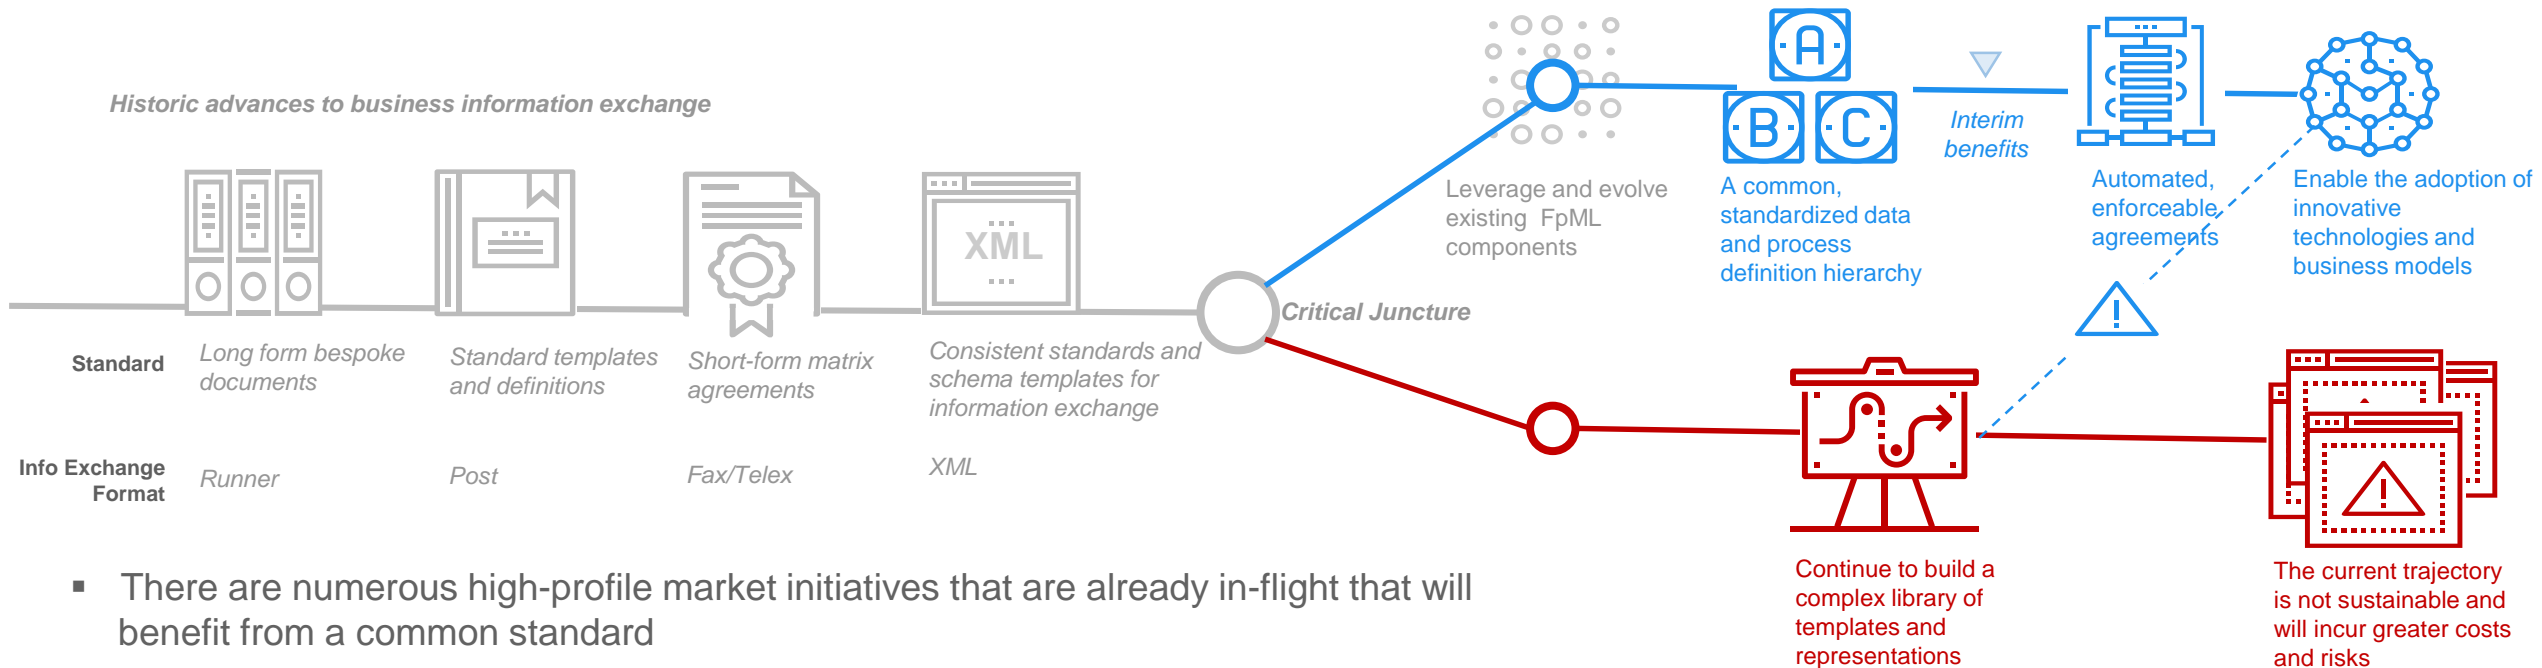 Historic advances to business information exchange
XML
A
B
C
Interim
benefits
Leverage and evolve
existing FpML
components
A common,
standardized data
and process
definition hierarchy
Automated,
enforceable
agreements
Enable the adoption of
innovative
technologies and
business models
Critical Juncture
Standard
Long form bespoke
documents
Standard templates
and definitions
Short-form matrix
agreements
Consistent standards and
schema templates for
information exchange
Info Exchange
Format
Runner
Post
Fax/Telex
XML
Continue to build a
complex library of
templates and
representations
The current trajectory
is not sustainable and
will incur greater costs
and risks
▪ There are numerous high-profile market initiatives that are already in-flight that will
benefit from a common standard